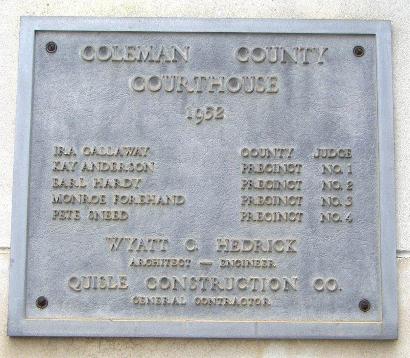 COLEMAN COUNTY
COURTHOUSE
1952
IRA GALLAWAY COUNTY JUDGE
KAY ANDERSON PRECINCT NO. 1
EARL HARDY PRECINCT NO. 2
MONROE FOREHAND PRECINCT NO. 3
PETE SNEED PRECINCT NO. 4
WYATT C. HEDRICK
ARCHITECT — ENGINEER
QUISLE CONSTRUCTION CO.
GENERAL CONTRACTOR